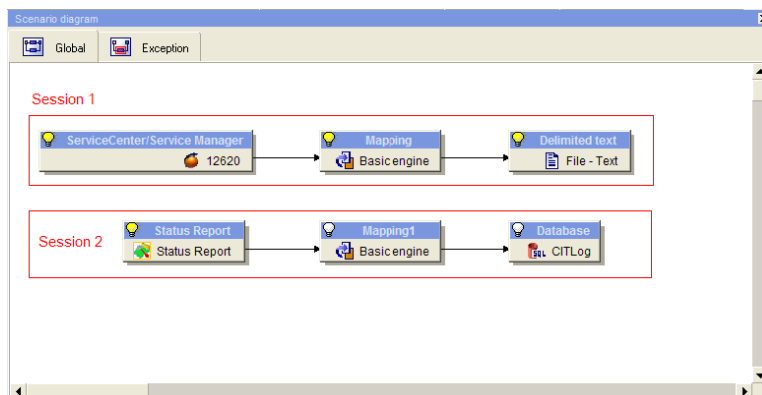 Scenario diagram
Global Exception
Session 1
ServiceCenter/Service Manager Mapping Delimited text
12620 Basic engine File - Text
Session 2
Status Report Mapping1 Database
Status Report Basic engine SQL CITLog